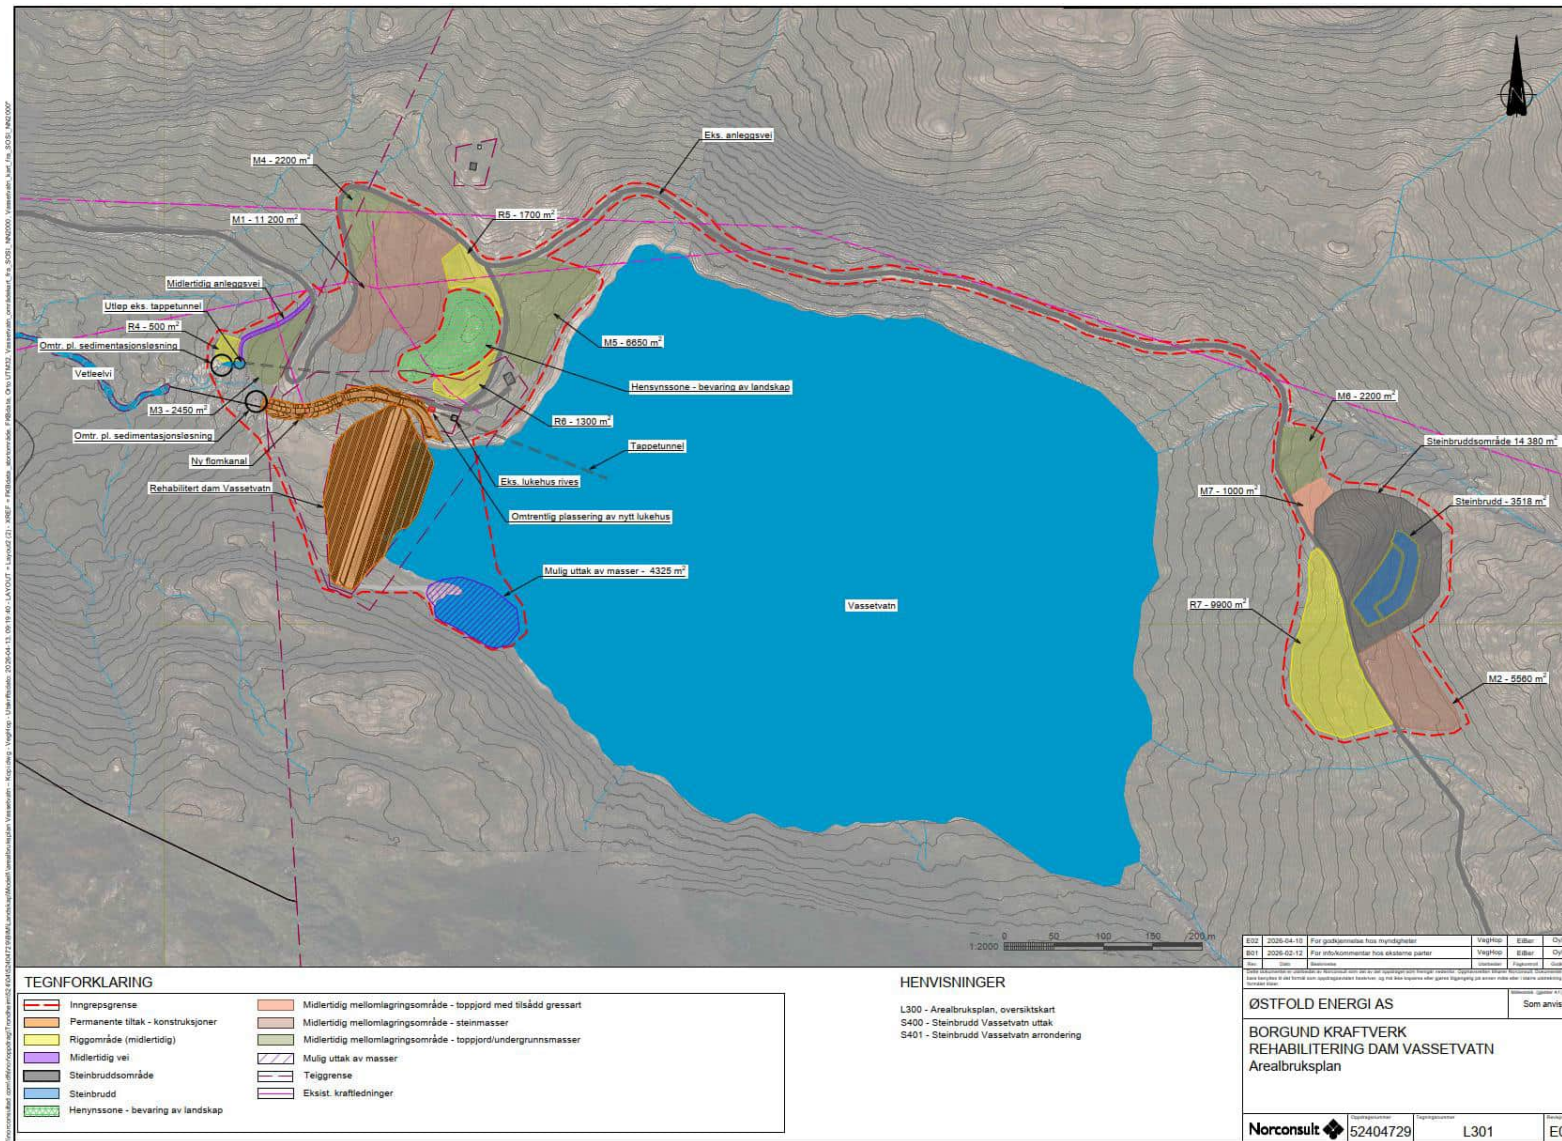 Eks. anleggsvei
M4 - 2200 m²
M1 - 11 200 m²
R5 - 1700 m²
Midlertidig anleggsvei
Utløp eks. tappetunnel
R4 - 500 m²
Omtr. pl. sedimentasjonsløsning
Vetleelvi
M3 - 2450 m²
Omtr. pl. sedimentasjonsløsning
Ny flomkanal
Rehabilitert dam Vassetvatn
M5 - 6650 m²
Hensynssone - bevaring av landskap
R6 - 1300 m²
Tappetunnel
Eks. lukehus rives
Omtrentlig plassering av nytt lukehus
Mulig uttak av masser - 4325 m²
Vassetvatn
M6 - 2200 m²
Steinbruddsområde 14 380 m²
M7 - 1000 m²
Steinbrudd - 3518 m²
R7 - 9900 m²
M2 - 5560 m²
N
1:2000
0 50 100 150 200 m
TEGNFORKLARING
Inngrepsgrense
Permanente tiltak - konstruksjoner
Riggområde (midlertidig)
Midlertidig vei
Steinbruddsområde
Steinbrudd
Henynssone - bevaring av landskap
Midlertidig mellomlagringsområde - toppjord med tilsådd gressart
Midlertidig mellomlagringsområde - steinmasser
Midlertidig mellomlagringsområde - toppjord/undergrunnsmasser
Mulig uttak av masser
Teiggrense
Eksist. kraftledninger
HENVISNINGER
L300 - Arealbruksplan, oversiktskart
S400 - Steinbrudd Vassetvatn uttak
S401 - Steinbrudd Vassetvatn arrondering
E02 2026-04-10 For godkjennelse hos myndigheter VegHop EiBer
B01 2026-02-12 For info/kommentar hos eksterne parter VegHop EiBer
ØSTFOLD ENERGI AS
Som anvis
BORGUND KRAFTVERK
REHABILITERING DAM VASSETVATN
Arealbruksplan
Norconsult
Oppdragsnummer
52404729
Tegningsnummer
L301